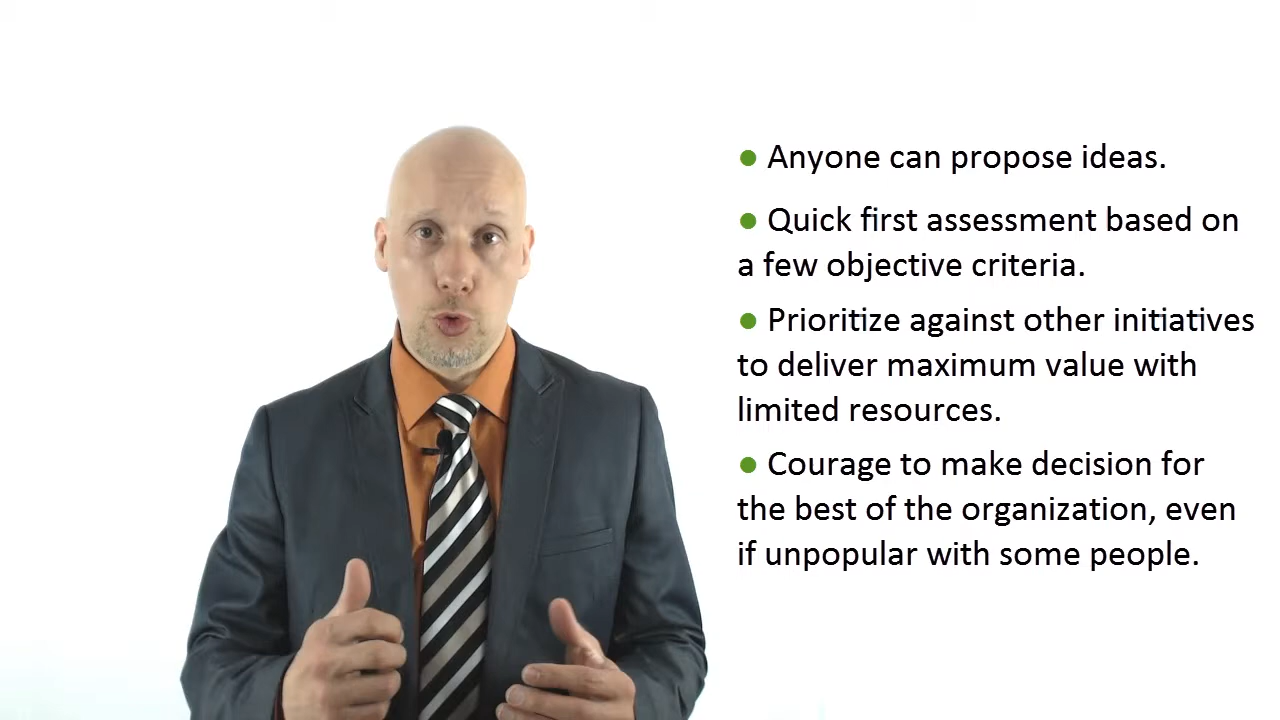 ● Anyone can propose ideas.
● Quick first assessment based on
a few objective criteria.
● Prioritize against other initiatives
to deliver maximum value with
limited resources.
● Courage to make decision for
the best of the organization, even
if unpopular with some people.